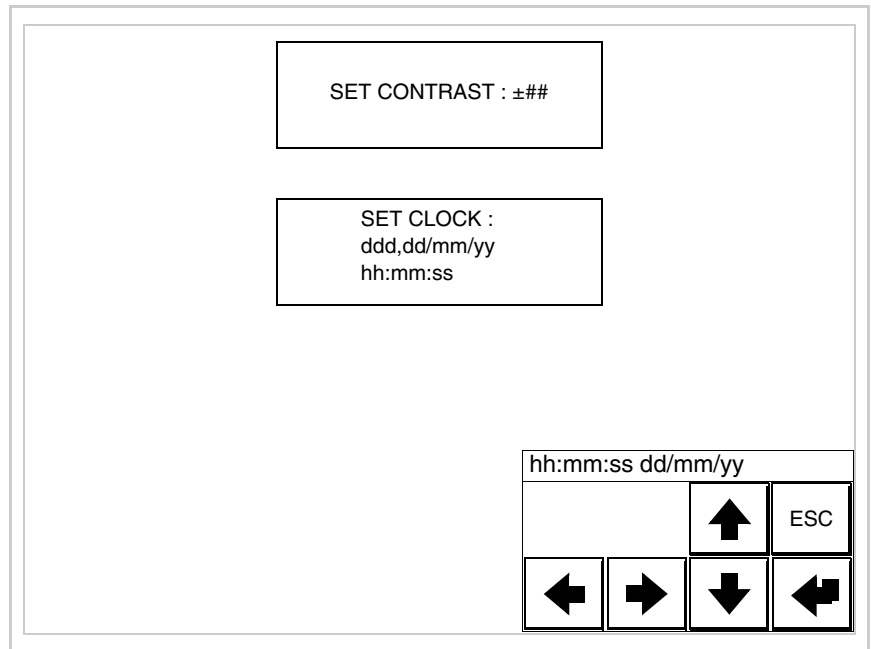 SET CONTRAST : ±##
SET CLOCK :
ddd,dd/mm/yy
hh:mm:ss
hh:mm:ss dd/mm/yy
ESC